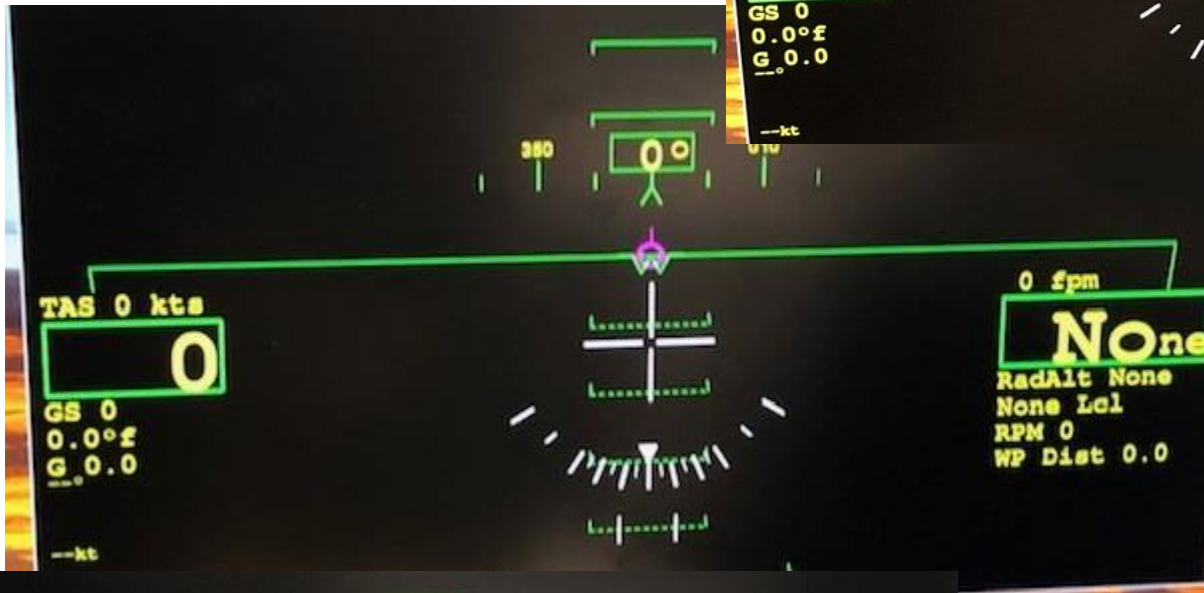 GS 0
0.0°f
G 0.0
--°
--kt
350
0°
010
TAS 0 kts
0
GS 0
0.0°f
G 0.0
--°
--kt
0 fpm
None
RadAlt None
None Lcl
RPM 0
WP Dist 0.0